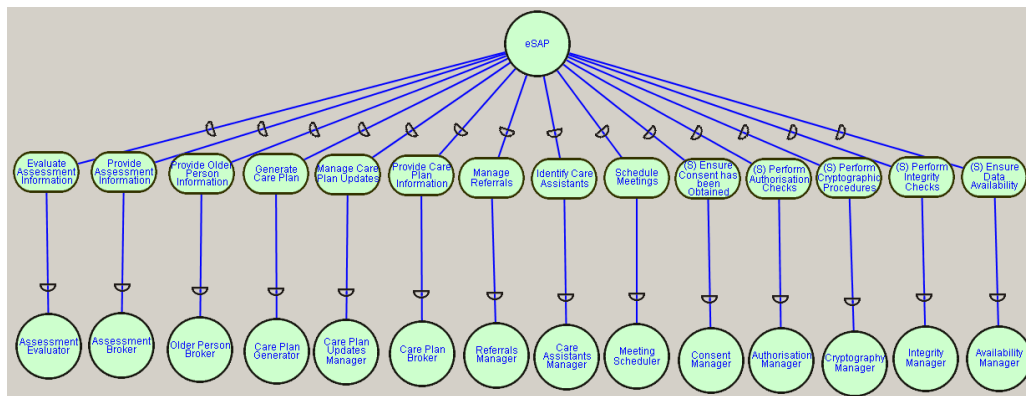 eSAP
Evaluate
Assessment
Information
Provide
Assessment
Information
Provide Older
Person
Information
Generate
Care Plan
Manage Care
Plan Updates
Provide Care
Plan
Information
Manage
Referrals
Identify Care
Assistants
Schedule
Meetings
(S) Ensure
Consent has
been
Obtained
(S) Perform
Authorisation
Checks
(S) Perform
Cryptographic
Procedures
(S) Perform
Integrity
Checks
(S) Ensure
Data
Availability
Assessment
Evaluator
Assessment
Broker
Older Person
Broker
Care Plan
Generator
Care Plan
Updates
Manager
Care Plan
Broker
Referrals
Manager
Care
Assistants
Manager
Meeting
Scheduler
Consent
Manager
Authorisation
Manager
Cryptography
Manager
Integrity
Manager
Availability
Manager